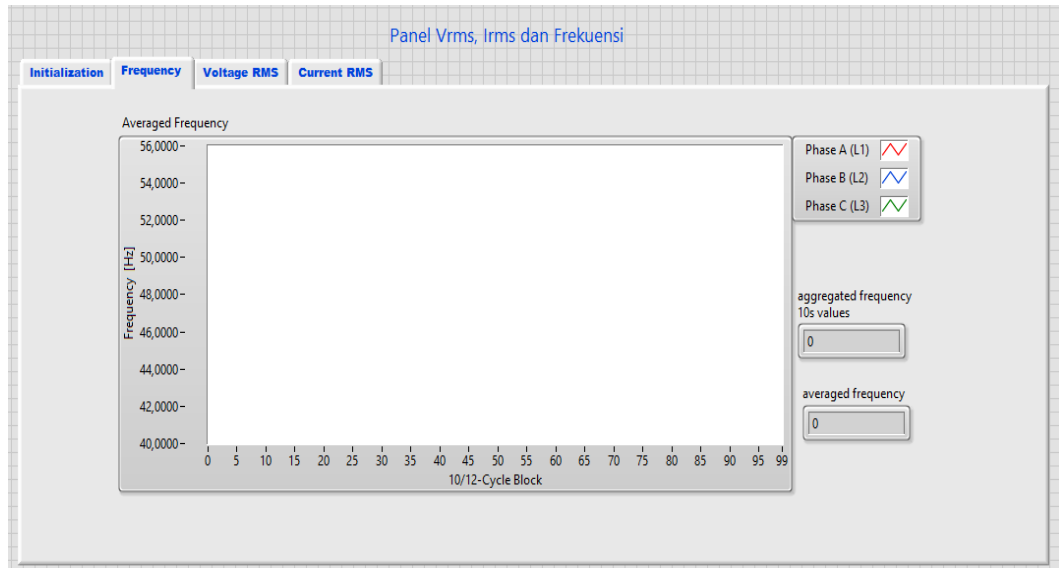 Panel Vrms, Irms dan Frekuensi
Initialization Frequency Voltage RMS Current RMS
Averaged Frequency
56,0000
54,0000
52,0000
50,0000
48,0000
46,0000
44,0000
42,0000
40,0000
Frequency [Hz]
0 5 10 15 20 25 30 35 40 45 50 55 60 65 70 75 80 85 90 95 99
10/12-Cycle Block
Phase A (L1)
Phase B (L2)
Phase C (L3)
aggregated frequency
10s values
0
averaged frequency
0